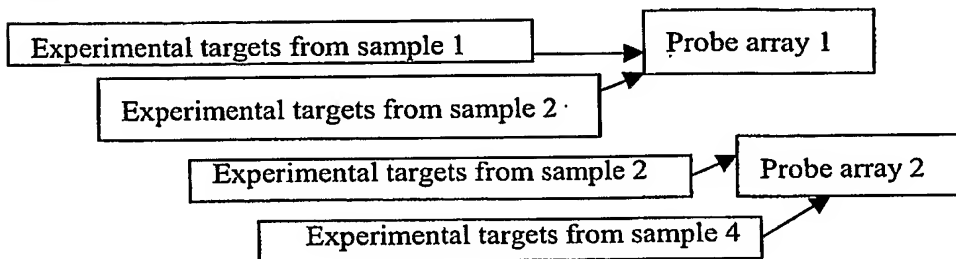 Experimental targets from sample 1
Probe array 1
Experimental targets from sample 2
Experimental targets from sample 2
Probe array 2
Experimental targets from sample 4